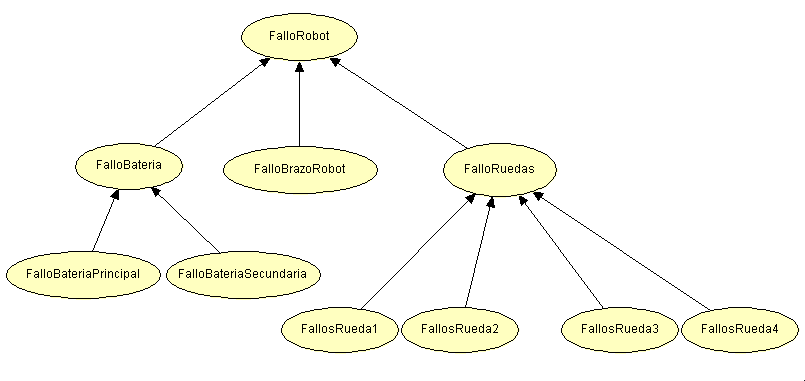 FalloRobot
FalloBateria
FalloBrazoRobot
FalloRuedas
FalloBateriaPrincipal
FalloBateriaSecundaria
FallosRueda1
FallosRueda2
FallosRueda3
FallosRueda4